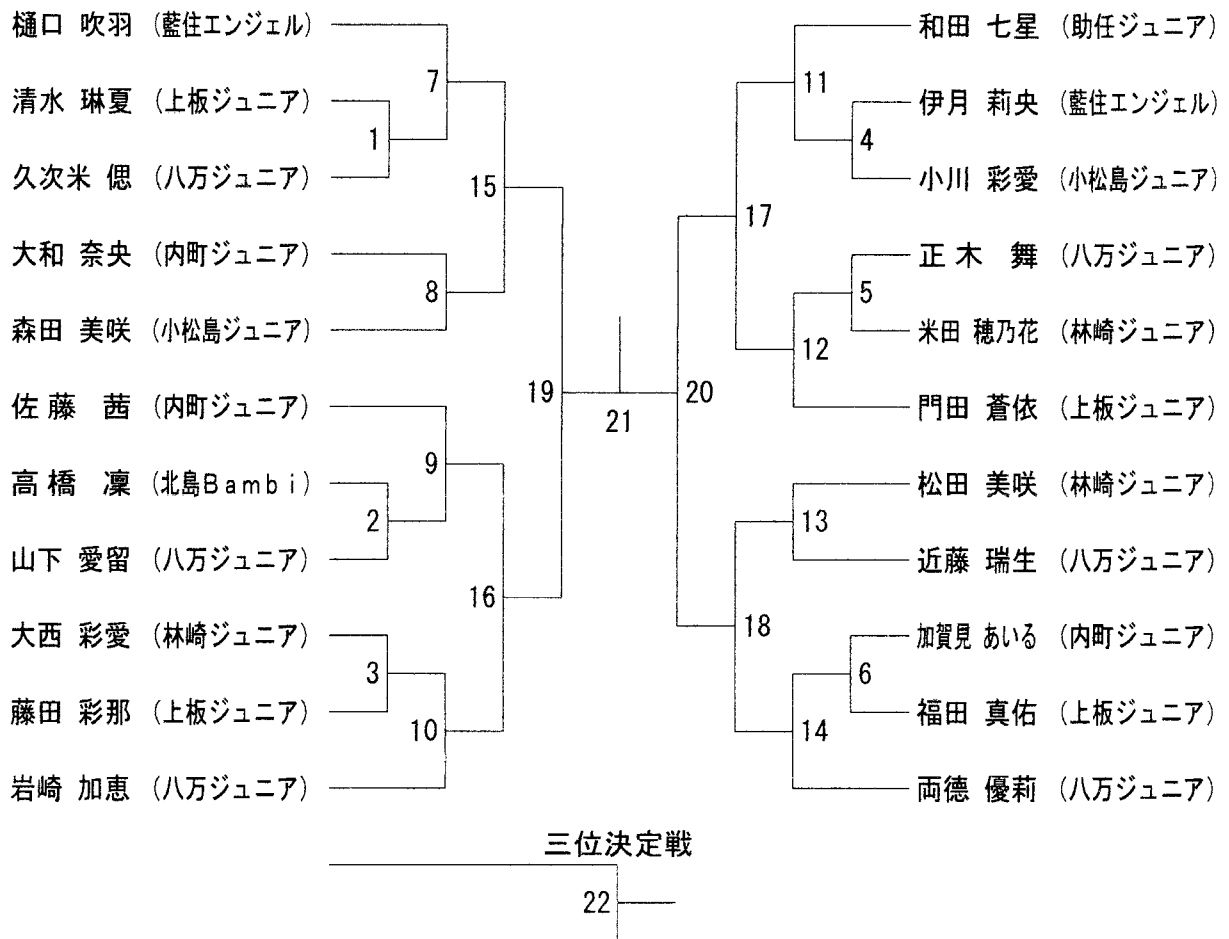 樋口 吹羽 (藍住エンジェル)
清水 琳夏 (上板ジュニア)
久次米 偲 (八万ジュニア)
大和 奈央 (内町ジュニア)
森田 美咲 (小松島ジュニア)
佐藤 茜 (内町ジュニア)
高橋 凜 (北島Bambi)
山下 愛留 (八万ジュニア)
大西 彩愛 (林崎ジュニア)
藤田 彩那 (上板ジュニア)
岩崎 加恵 (八万ジュニア)
7
1
15
8
19
9
2
16
3
10
21
20
11
4
17
5
12
13
18
6
14
和田 七星 (助任ジュニア)
伊月 莉央 (藍住エンジェル)
小川 彩愛 (小松島ジュニア)
正木 舞 (八万ジュニア)
米田 穂乃花 (林崎ジュニア)
門田 蒼依 (上板ジュニア)
松田 美咲 (林崎ジュニア)
近藤 瑞生 (八万ジュニア)
加賀見 あいる (内町ジュニア)
福田 真佑 (上板ジュニア)
両德 優莉 (八万ジュニア)
三位決定戦
22